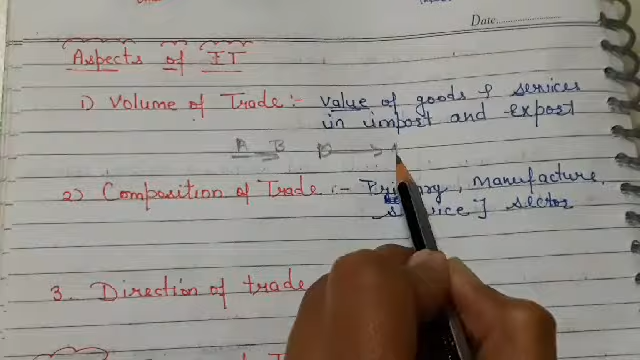 Date
Aspects of FT
1) Volume of Trade :- value of goods & services
in import and export
A B
2) Composition of Trade :- Primary, manufacture,
service] sector
3. Direction of trade